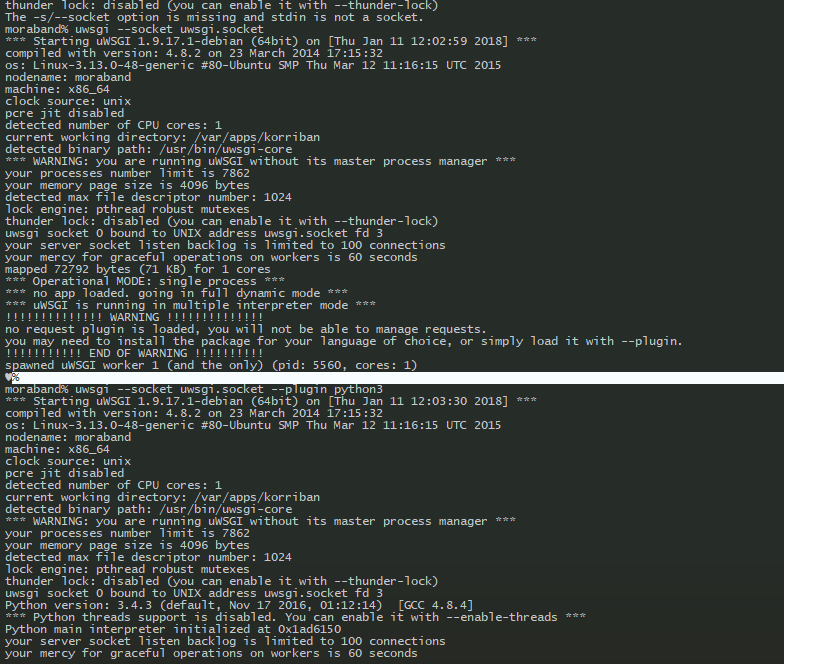 thunder lock: disabled (you can enable it with --thunder-lock)
The -s/--socket option is missing and stdin is not a socket.
moraband% uwsgi --socket uwsgi.socket
*** Starting uWSGI 1.9.17.1-debian (64bit) on [Thu Jan 11 12:02:59 2018] ***
compiled with version: 4.8.2 on 23 March 2014 17:15:32
os: Linux-3.13.0-48-generic #80-Ubuntu SMP Thu Mar 12 11:16:15 UTC 2015
nodename: moraband
machine: x86_64
clock source: unix
pcre jit disabled
detected number of CPU cores: 1
current working directory: /var/apps/korriban
detected binary path: /usr/bin/uwsgi-core
*** WARNING: you are running uWSGI without its master process manager ***
your processes number limit is 7862
your memory page size is 4096 bytes
detected max file descriptor number: 1024
lock engine: pthread robust mutexes
thunder lock: disabled (you can enable it with --thunder-lock)
uwsgi socket 0 bound to UNIX address uwsgi.socket fd 3
your server socket listen backlog is limited to 100 connections
your mercy for graceful operations on workers is 60 seconds
mapped 72792 bytes (71 KB) for 1 cores
*** Operational MODE: single process ***
*** no app loaded. going in full dynamic mode ***
*** uWSGI is running in multiple interpreter mode ***
!!!!!!!!!!!!!! WARNING !!!!!!!!!!!!!!
no request plugin is loaded, you will not be able to manage requests.
you may need to install the package for your language of choice, or simply load it with --plugin.
!!!!!!!!!!! END OF WARNING !!!!!!!!!!
spawned uWSGI worker 1 (and the only) (pid: 5560, cores: 1)
♥%
moraband% uwsgi --socket uwsgi.socket --plugin python3
*** Starting uWSGI 1.9.17.1-debian (64bit) on [Thu Jan 11 12:03:30 2018] ***
compiled with version: 4.8.2 on 23 March 2014 17:15:32
os: Linux-3.13.0-48-generic #80-Ubuntu SMP Thu Mar 12 11:16:15 UTC 2015
nodename: moraband
machine: x86_64
clock source: unix
pcre jit disabled
detected number of CPU cores: 1
current working directory: /var/apps/korriban
detected binary path: /usr/bin/uwsgi-core
*** WARNING: you are running uWSGI without its master process manager ***
your processes number limit is 7862
your memory page size is 4096 bytes
detected max file descriptor number: 1024
lock engine: pthread robust mutexes
thunder lock: disabled (you can enable it with --thunder-lock)
uwsgi socket 0 bound to UNIX address uwsgi.socket fd 3
Python version: 3.4.3 (default, Nov 17 2016, 01:12:14)  [GCC 4.8.4]
*** Python threads support is disabled. You can enable it with --enable-threads ***
Python main interpreter initialized at 0x1ad6150
your server socket listen backlog is limited to 100 connections
your mercy for graceful operations on workers is 60 seconds